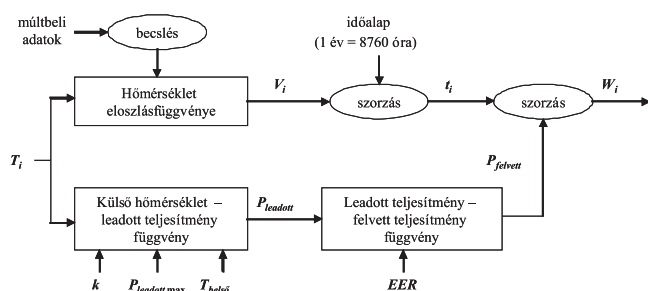 múltbeli
adatok
becslés
időalap
(1 év = 8760 óra)
Hőmérséklet
eloszlásfüggvénye
V_i
szorzás
t_i
szorzás
W_i
T_i
P_felvett
Külső hőmérséklet –
leadott teljesítmény
függvény
P_leadott
Leadott teljesítmény –
felvett teljesítmény
függvény
k
P_leadott max
T_belső
EER